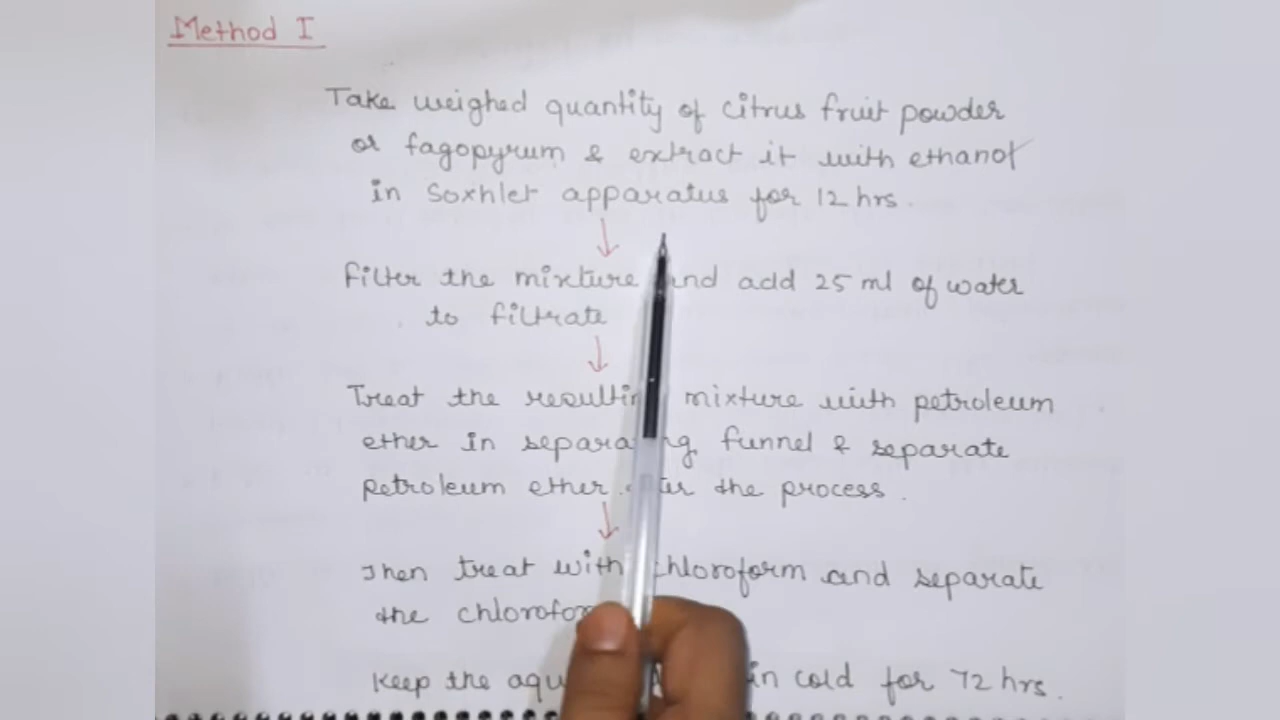 Method I
Take weighed quantity of citrus fruit powder
or fagopyrum & extract it with ethanol
in Soxhlet apparatus for 12 hrs.
Filter the mixture and add 25 ml of water
to filtrate
Treat the resulting mixture with petroleum
ether in separating funnel & separate
petroleum ether after the process.
Then treat with chloroform and separate
the chloroform
Keep the in cold for 72 hrs.